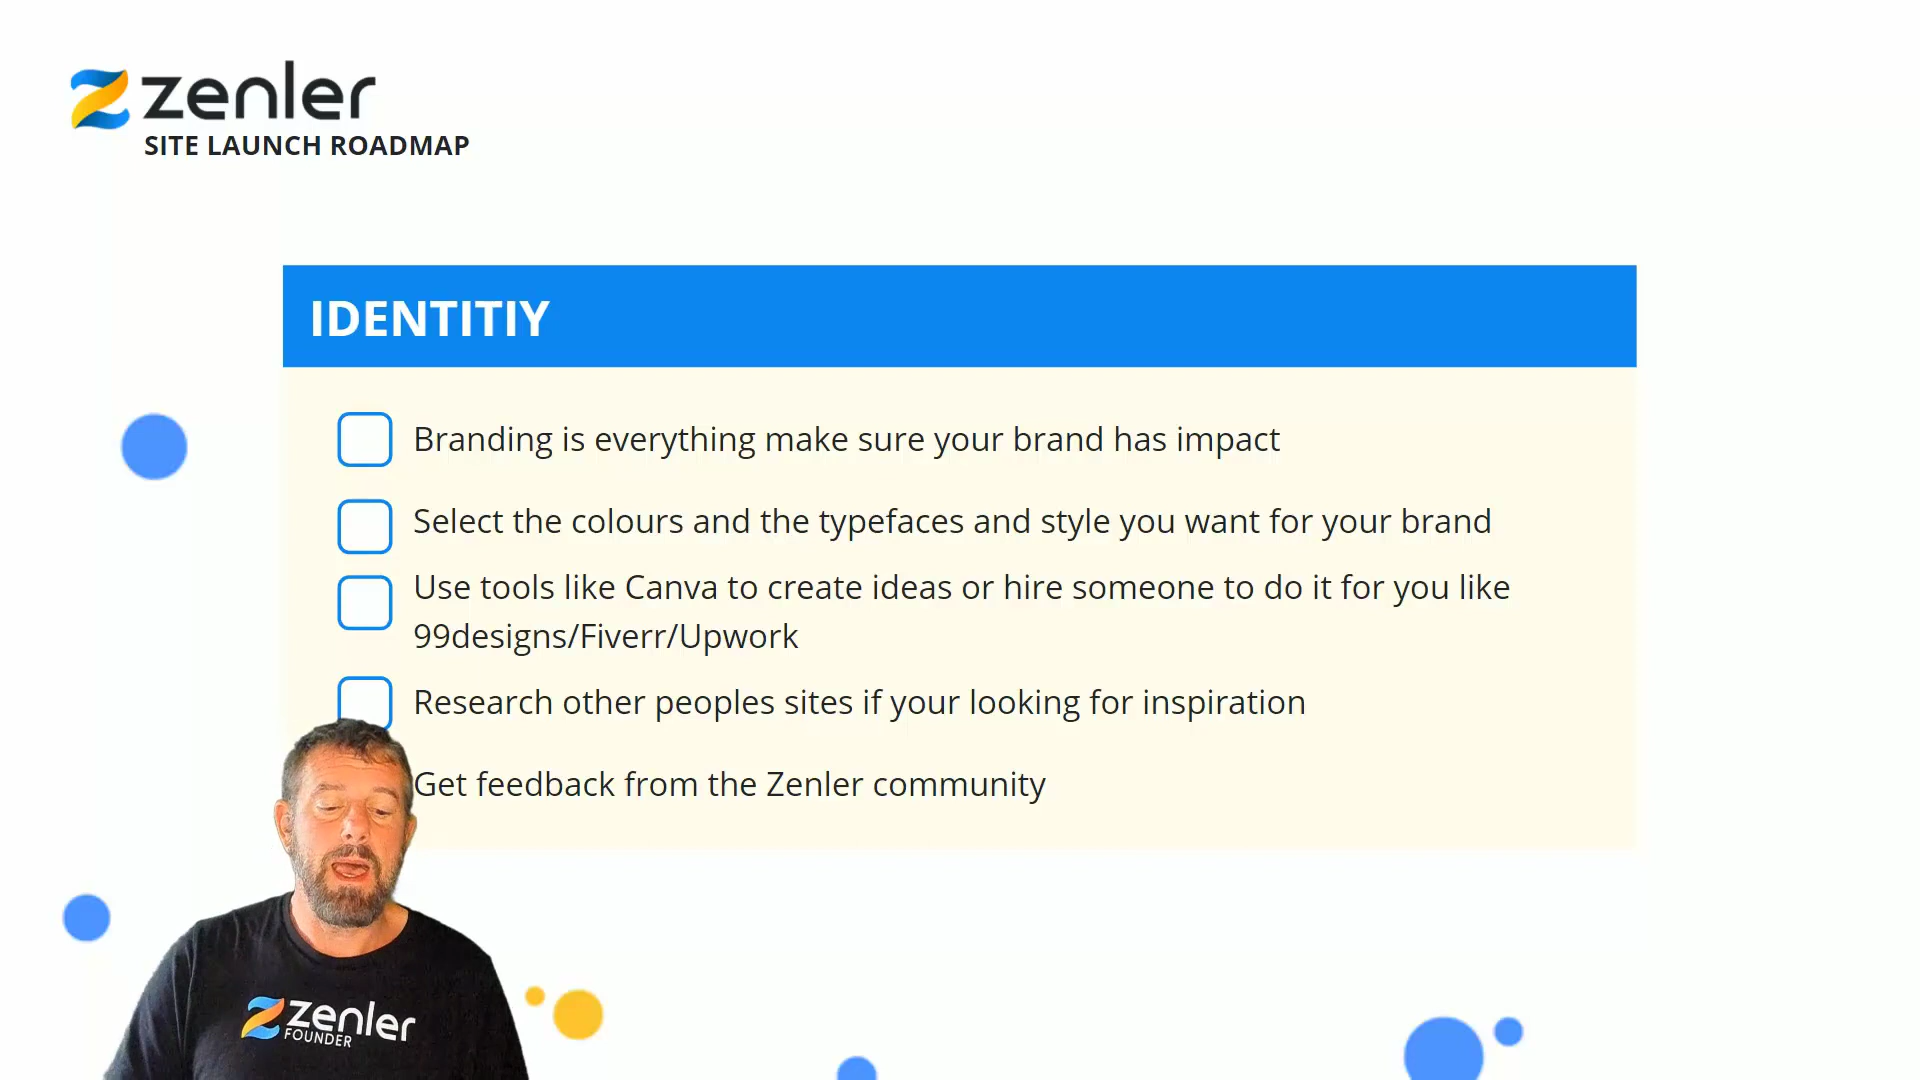 zenler
SITE LAUNCH ROADMAP
IDENTITIY
Branding is everything make sure your brand has impact
Select the colours and the typefaces and style you want for your brand
Use tools like Canva to create ideas or hire someone to do it for you like
99designs/Fiverr/Upwork
Research other peoples sites if your looking for inspiration
Get feedback from the Zenler community
zenler
FOUNDER